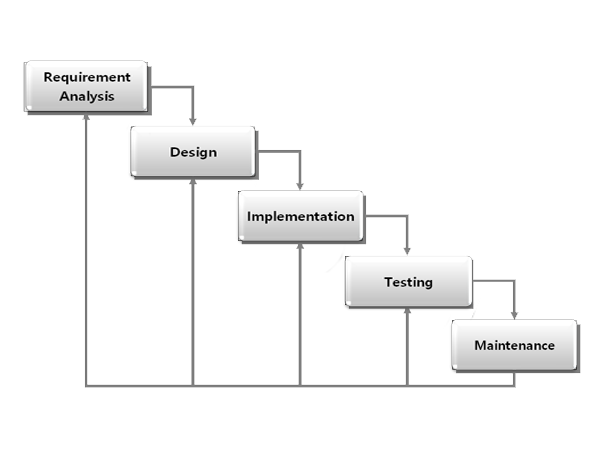 Requirement
Analysis
Design
Implementation
Testing
Maintenance